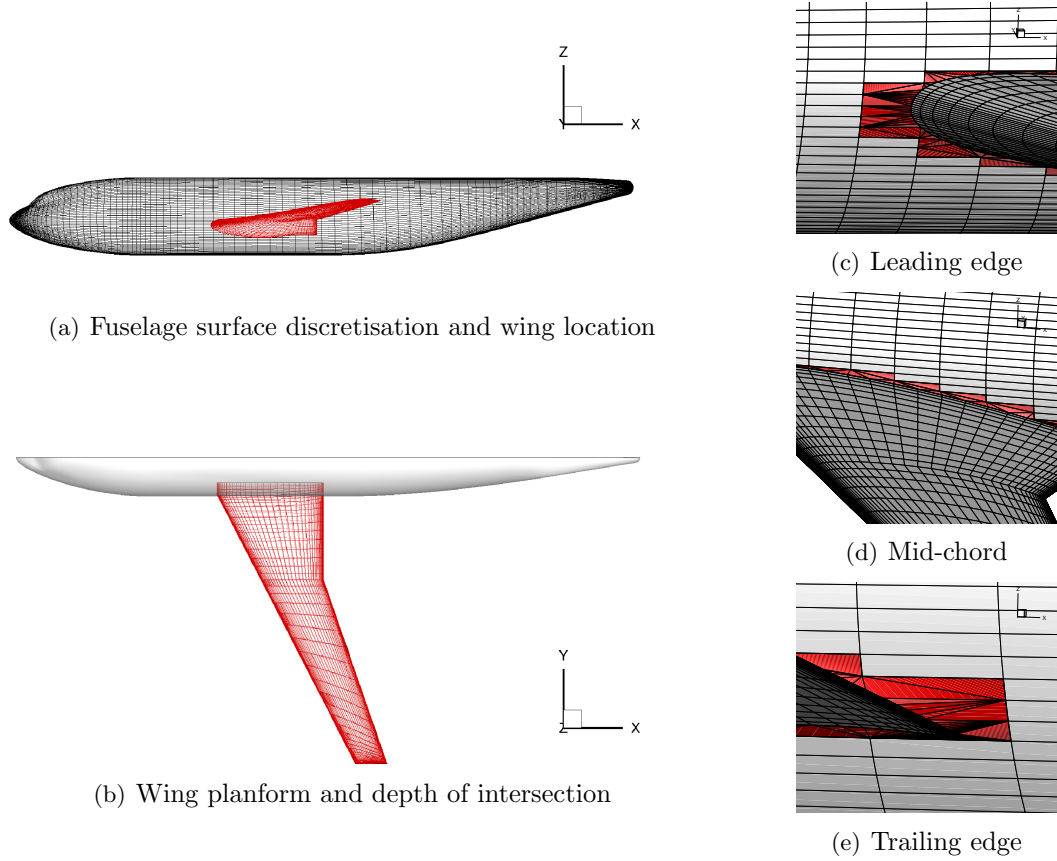 Z
Y X
(a) Fuselage surface discretisation and wing location
Y
Z X
(b) Wing planform and depth of intersection
z
Y x
(c) Leading edge
z
x
(d) Mid-chord
z
x
(e) Trailing edge